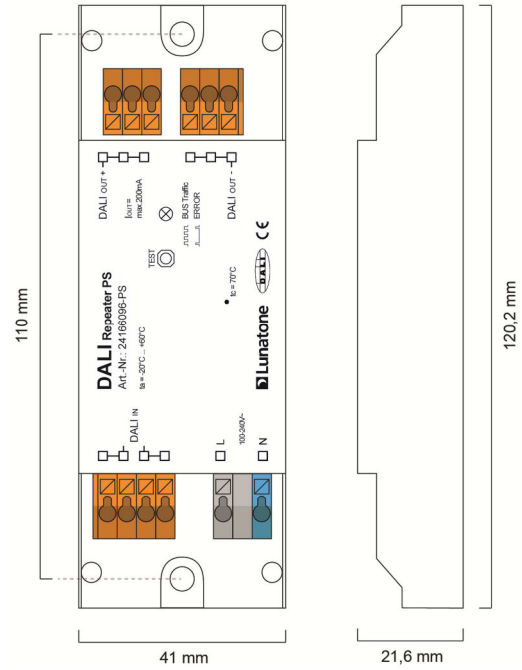 110 mm
120,2 mm
41 mm
21,6 mm
DALI OUT +
IOUT=
max.200mA
BUS Traffic
ERROR
DALI OUT -
TEST
DALI Repeater PS
Art.-Nr.: 24166096-PS
ta = -20°C ... +60°C
tc = 70°C
Lunatone
DALI
CE
DALI IN
L
100-240V~
N